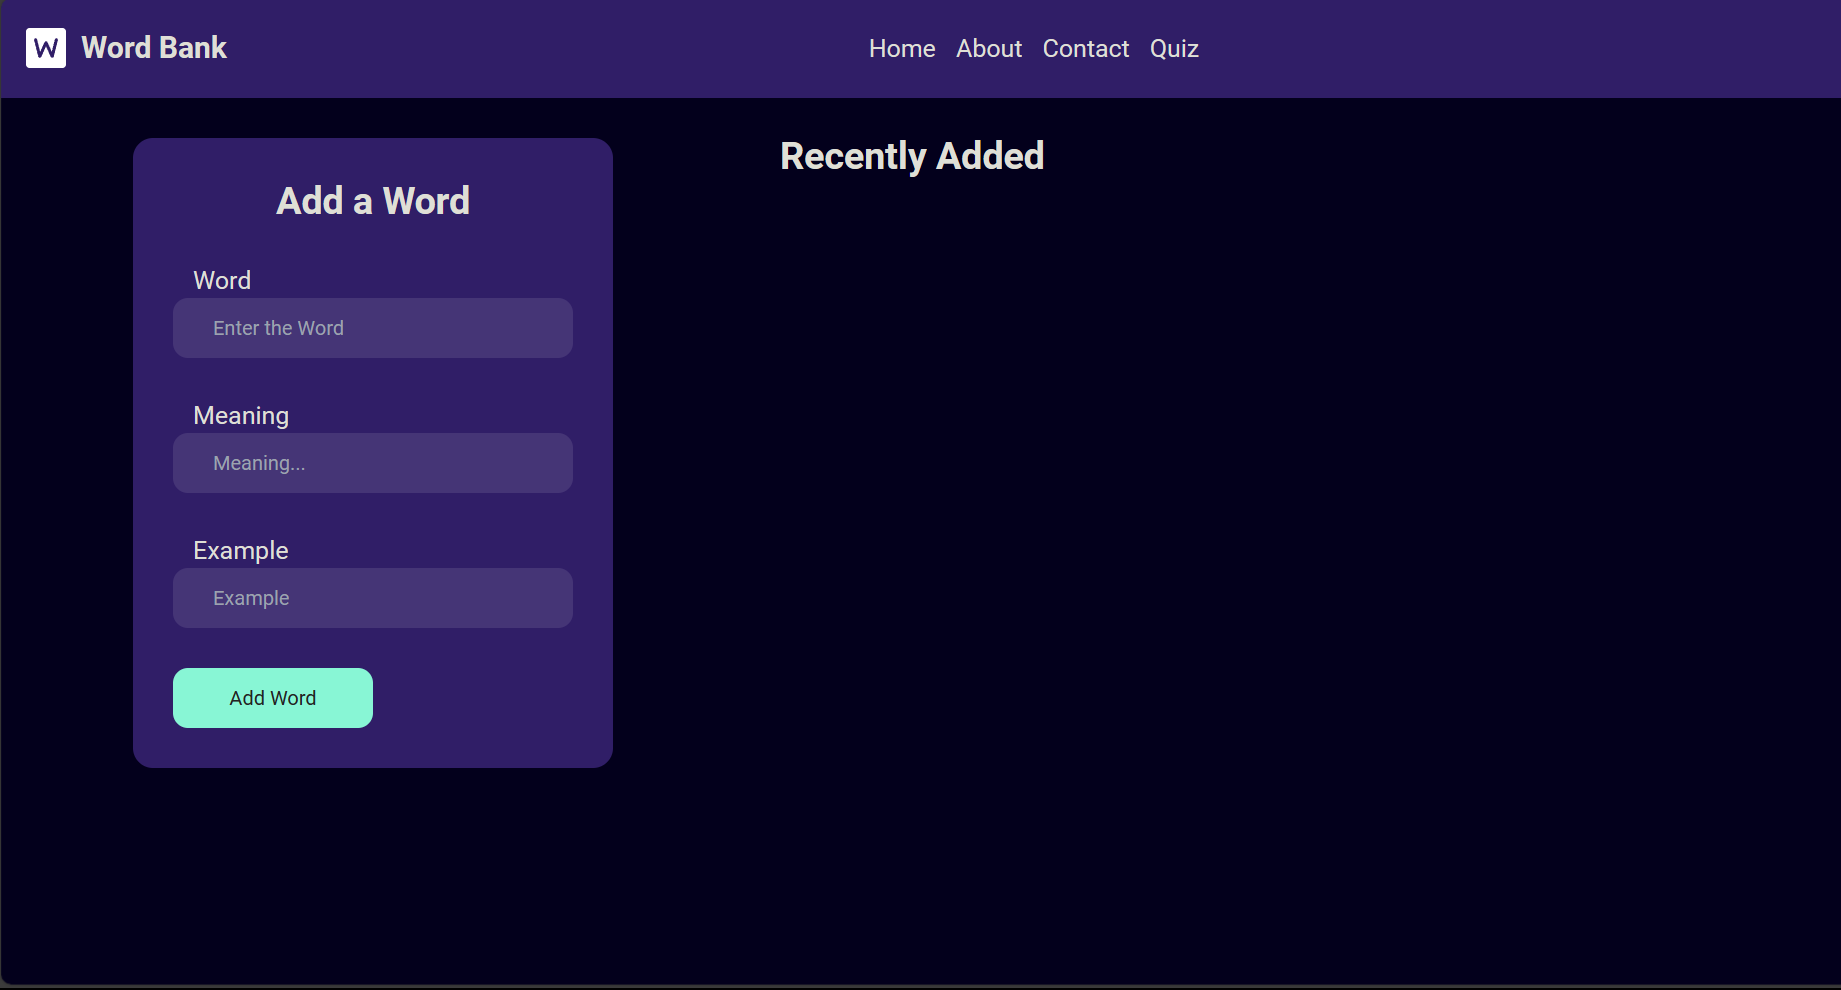 W Word Bank
Home About Contact Quiz
Add a Word
Word
Enter the Word
Meaning
Meaning...
Example
Example
Add Word
Recently Added